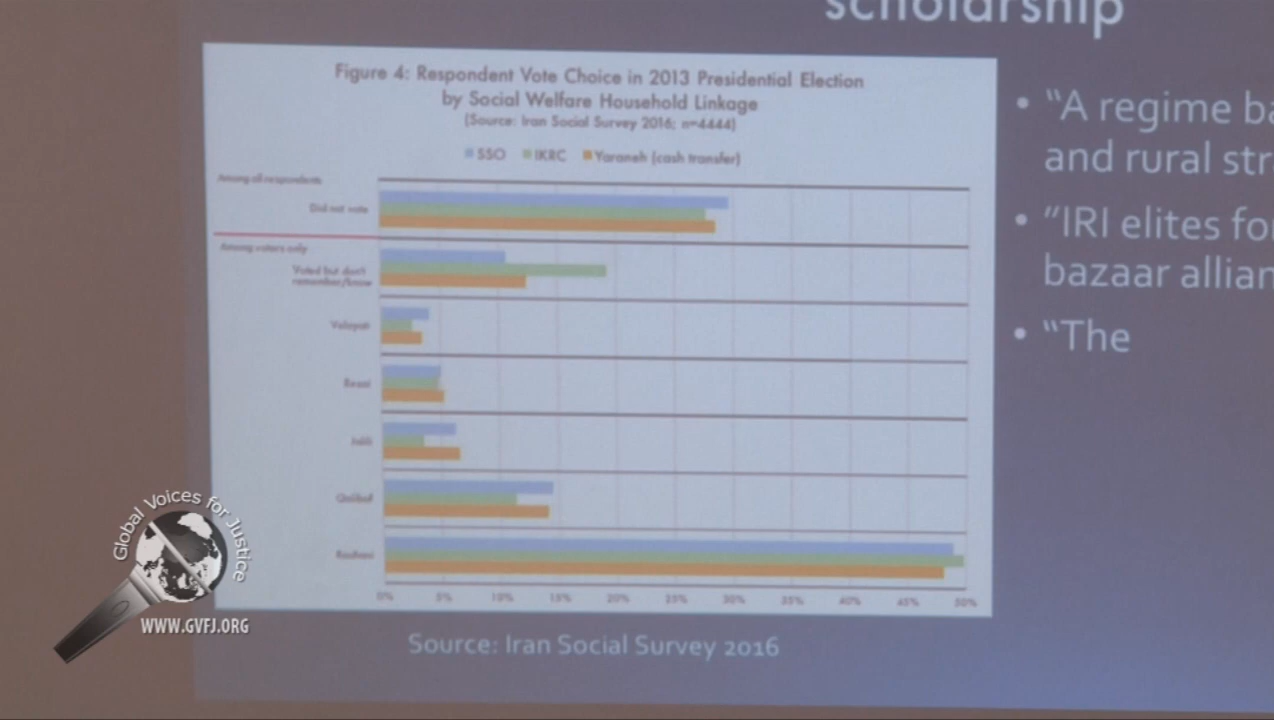 scholarship
Figure 4: Respondent Vote Choice in 2013 Presidential Election
by Social Welfare Household Linkage
(Source: Iran Social Survey 2016; n=4444)
SSO IKRC Yaraneh (cash transfer)
Among all respondents
Did not vote
Among voters only
Voted but don't
remember/know
Velayati
Rezai
Jalili
Qalibaf
Rouhani
0% 5% 10% 15% 20% 25% 30% 35% 40% 45% 50%
Source: Iran Social Survey 2016
• "A regime ba
and rural str
• "IRI elites fo
bazaar allian
• "The
Global Voices for Justice
WWW.GVFJ.ORG